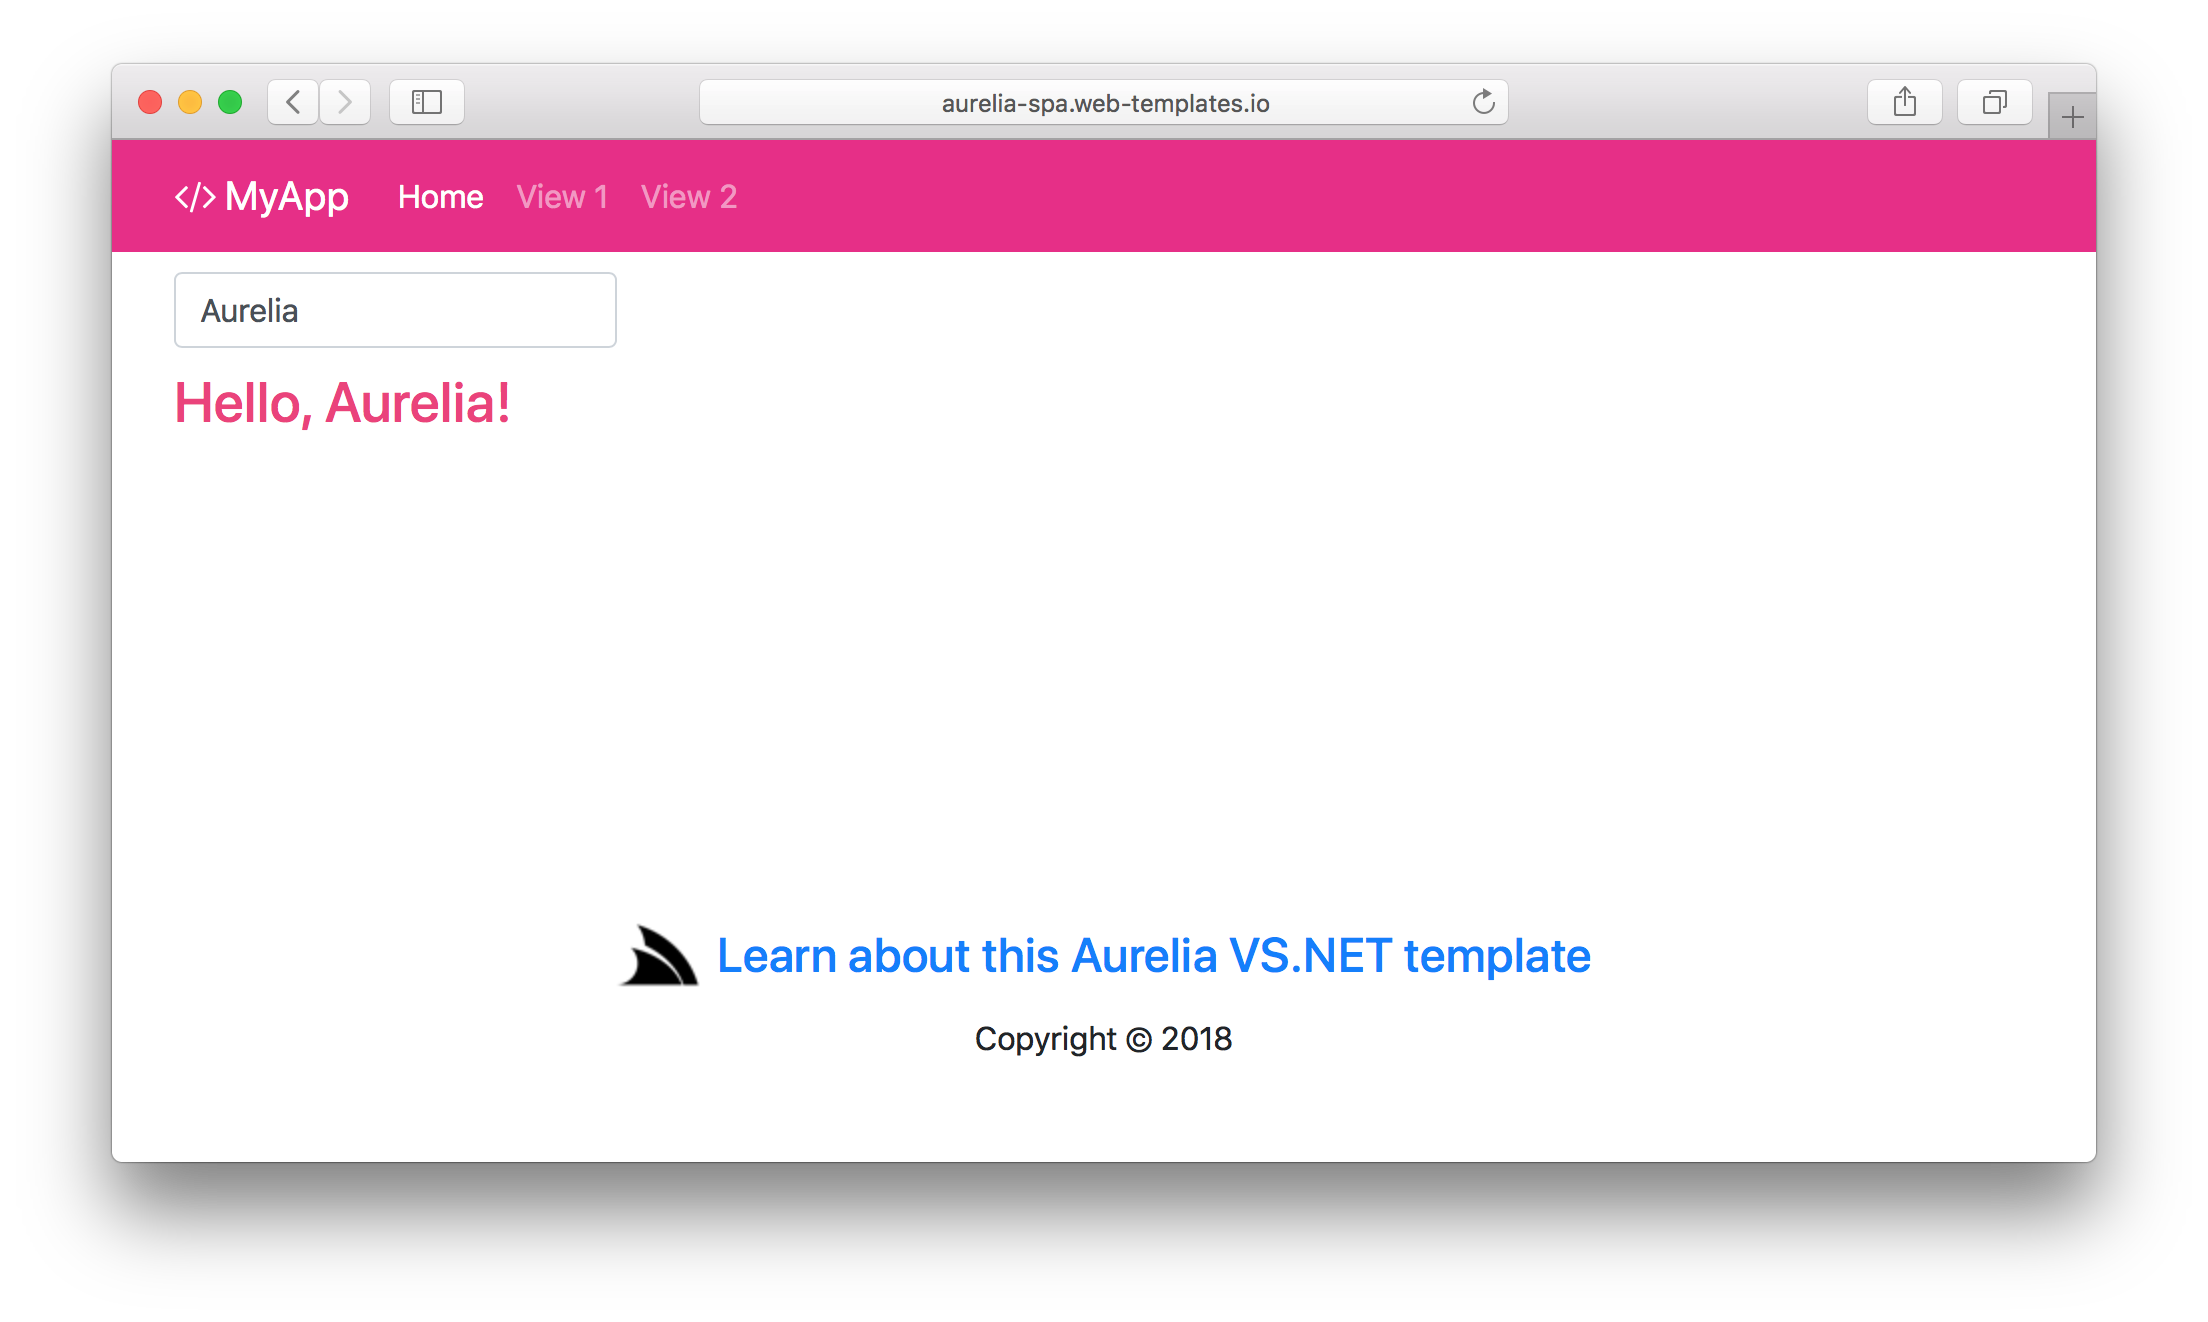 aurelia-spa.web-templates.io
</> MyApp Home View 1 View 2
Aurelia
Hello, Aurelia!
Learn about this Aurelia VS.NET template
Copyright © 2018